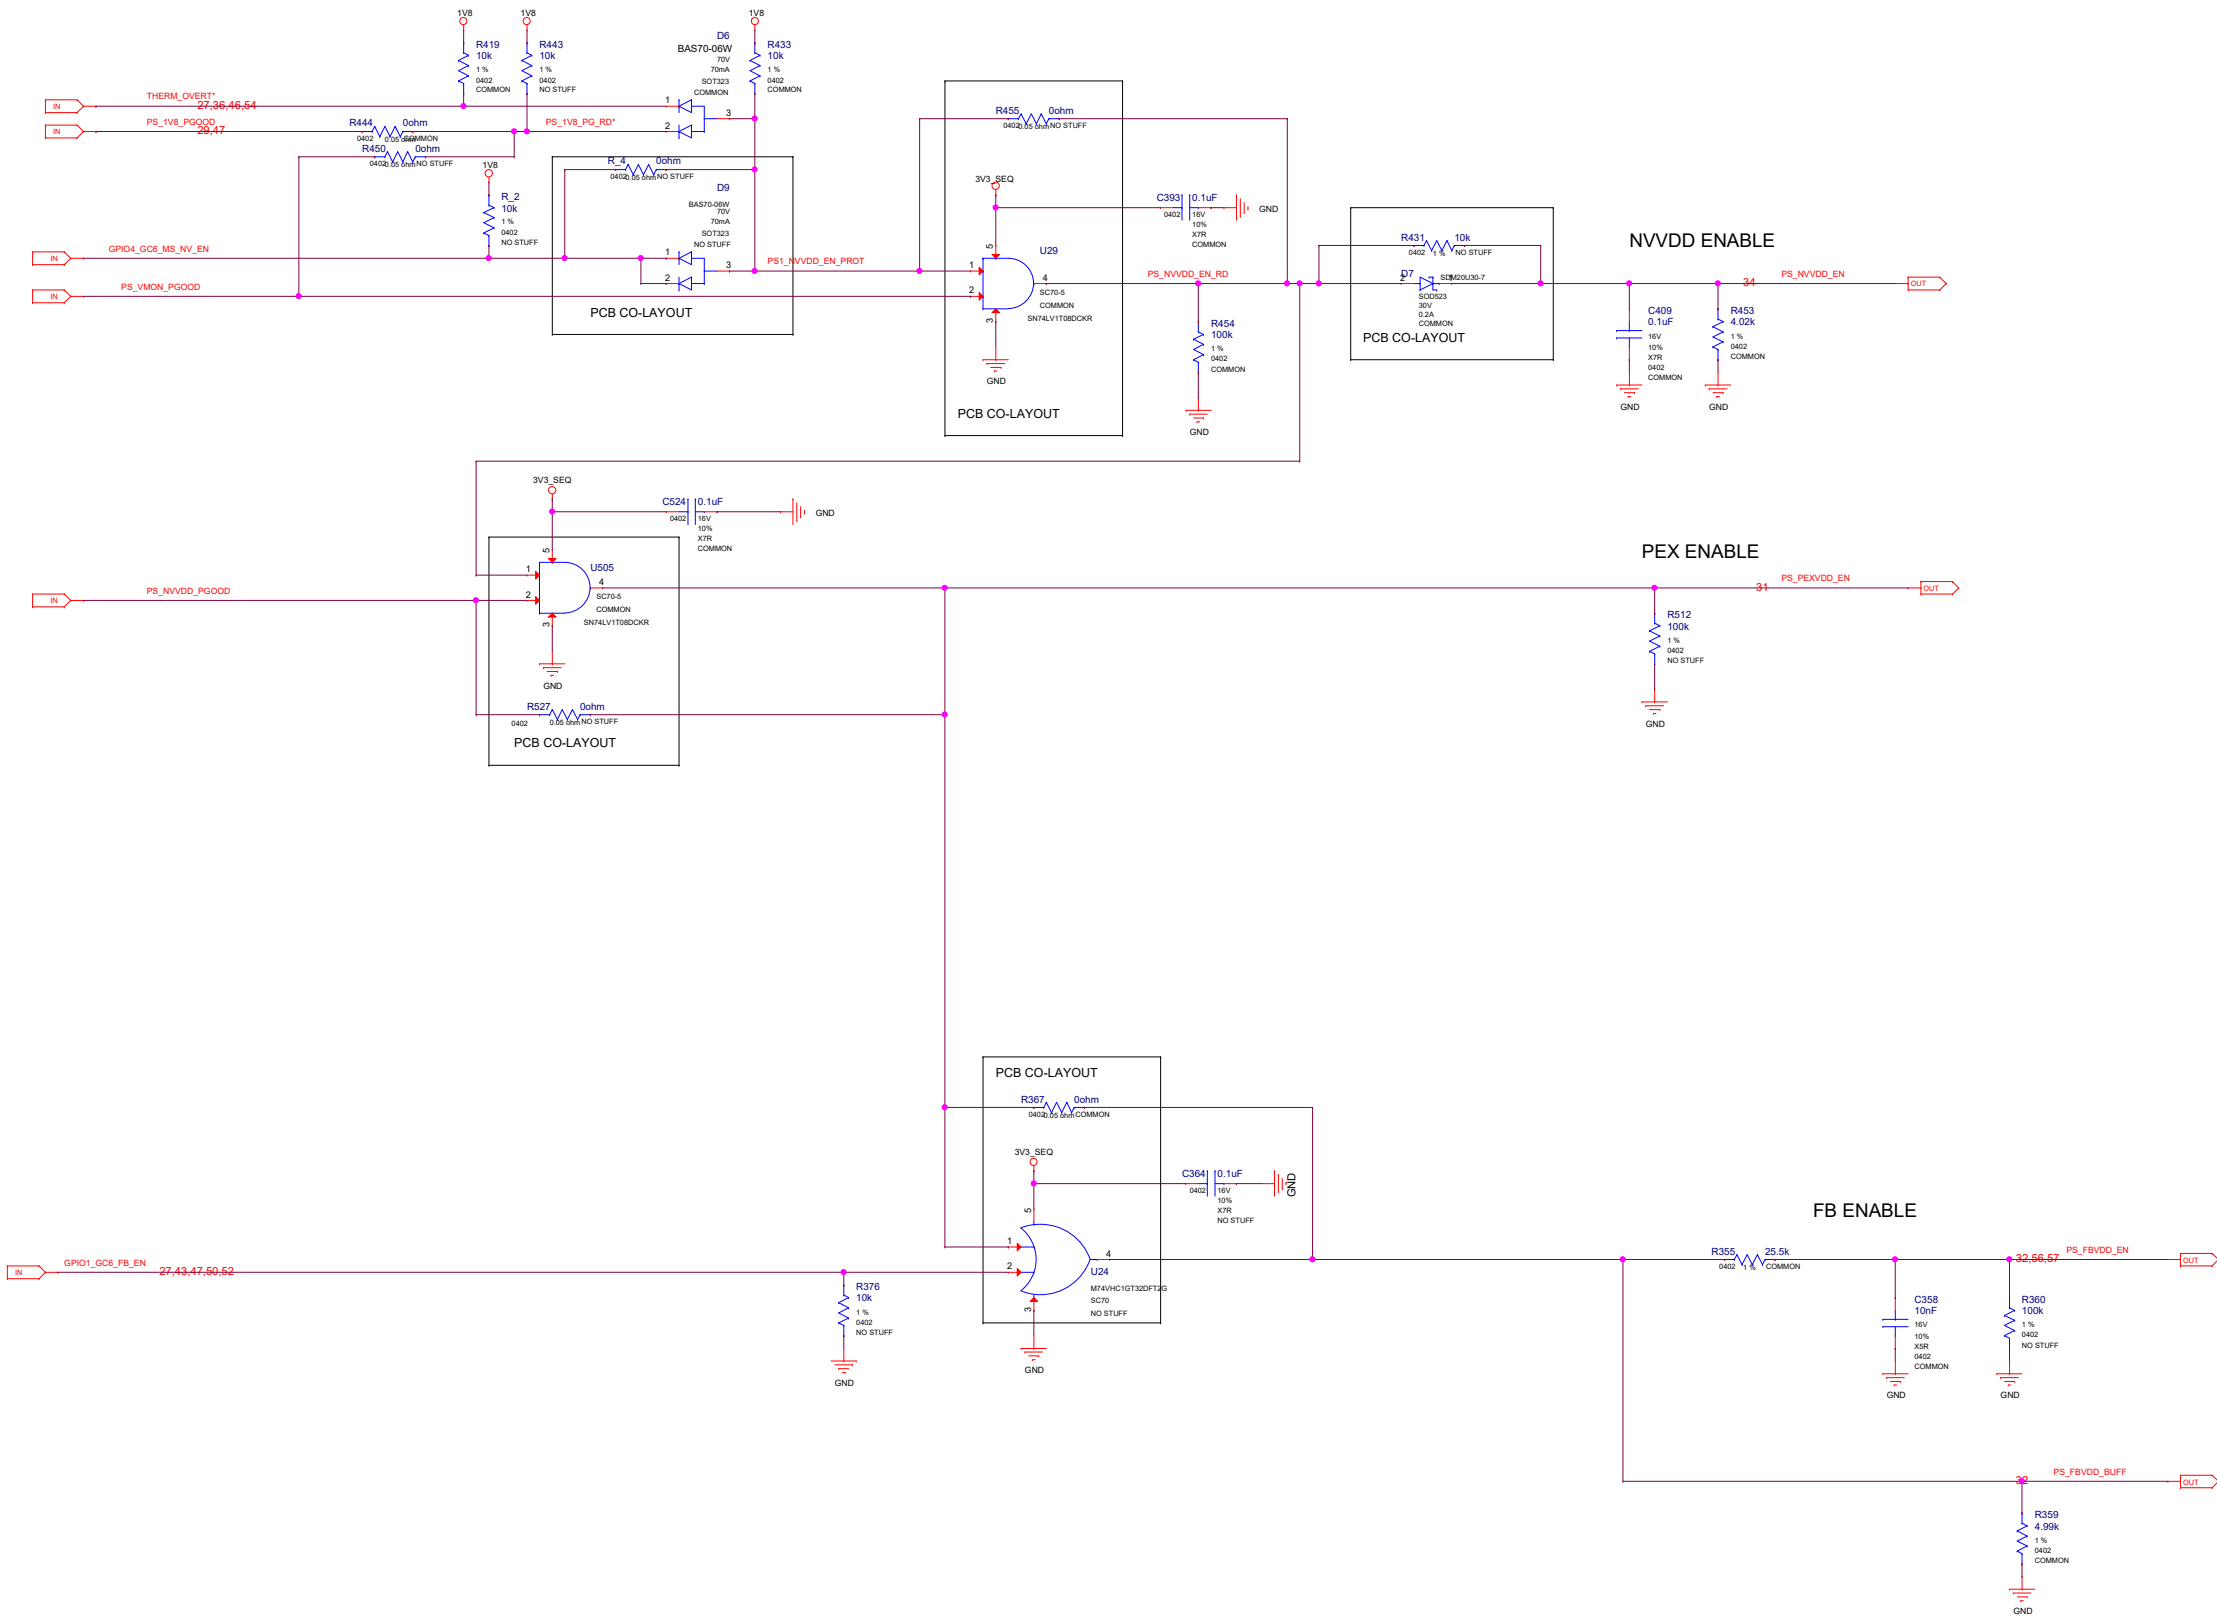 1V8
1V8
1V8
R419
10k
1 %
0402
COMMON
R443
10k
1 %
0402
NO STUFF
D6
BAS70-06W
70V
70mA
SOT323
COMMON
R433
10k
1 %
0402
COMMON
IN
THERM_OVERT*
27,36,46,54
1
IN
PS_1V8_PGOOD
29,47
R444
0ohm
0402
0.05 ohm
COMMON
PS_1V8_PG_RD*
2
3
R450
0ohm
0402
0.05 ohm
NO STUFF
R_4
0ohm
0402
0.05 ohm
NO STUFF
1V8
R_2
10k
1 %
0402
NO STUFF
D9
BAS70-06W
70V
70mA
SOT323
NO STUFF
IN
GPIO4_GC6_MS_NV_EN
1
2
3
PS1_NVVDD_EN_PROT
IN
PS_VMON_PGOOD
PCB CO-LAYOUT
R455
0ohm
0402
0.05 ohm
NO STUFF
3V3_SEQ
C393
0.1uF
0402
16V
10%
X7R
COMMON
GND
5
U29
1
2
4
3
SC70-5
COMMON
SN74LV1T08DCKR
GND
PCB CO-LAYOUT
PS_NVVDD_EN_RD
R454
100k
1 %
0402
COMMON
GND
R431
10k
0402
1 %
NO STUFF
D7
2
1
SDM20U30-7
SOD523
30V
0.2A
COMMON
PCB CO-LAYOUT
NVVDD ENABLE
PS_NVVDD_EN
34
OUT
C409
0.1uF
16V
10%
X7R
0402
COMMON
GND
R453
4.02k
1 %
0402
COMMON
GND
3V3_SEQ
C524
0.1uF
0402
16V
10%
X7R
COMMON
GND
5
U505
1
2
4
3
SC70-5
COMMON
SN74LV1T08DCKR
GND
IN
PS_NVVDD_PGOOD
R527
0ohm
0402
0.05 ohm
NO STUFF
PCB CO-LAYOUT
PEX ENABLE
PS_PEXVDD_EN
31
OUT
R512
100k
1 %
0402
NO STUFF
GND
PCB CO-LAYOUT
R367
0ohm
0402
0.05 ohm
COMMON
3V3_SEQ
C364
0.1uF
0402
16V
10%
X7R
NO STUFF
GND
5
1
2
4
3
U24
M74VHC1GT32DFT2G
SC70
NO STUFF
GND
IN
GPIO1_GC6_FB_EN
27,43,47,50,52
R376
10k
1 %
0402
NO STUFF
GND
FB ENABLE
R355
25.5k
0402
1 %
COMMON
PS_FBVDD_EN
32,56,57
OUT
C358
10nF
16V
10%
X5R
0402
COMMON
GND
R360
100k
1 %
0402
NO STUFF
GND
PS_FBVDD_BUFF
32
OUT
R359
4.99k
1 %
0402
COMMON
GND